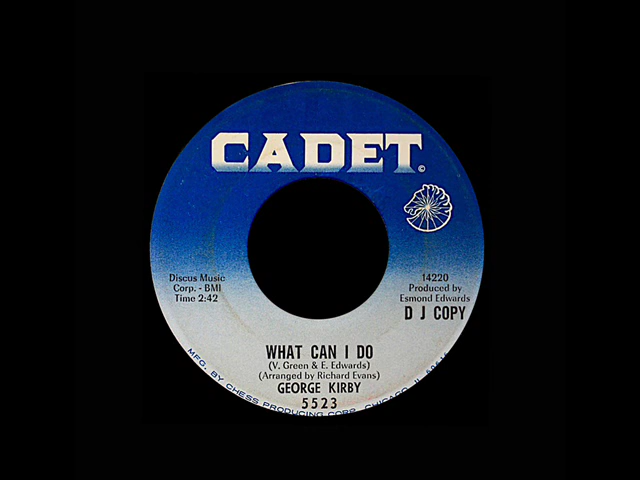 CADET
©
Discus Music
Corp. - BMI
Time 2:42
14220
Produced by
Esmond Edwards
D J COPY
WHAT CAN I DO
(V. Green & E. Edwards)
(Arranged by Richard Evans)
GEORGE KIRBY
5523
MFG. BY CHESS PRODUCING CORP. CHICAGO, IL